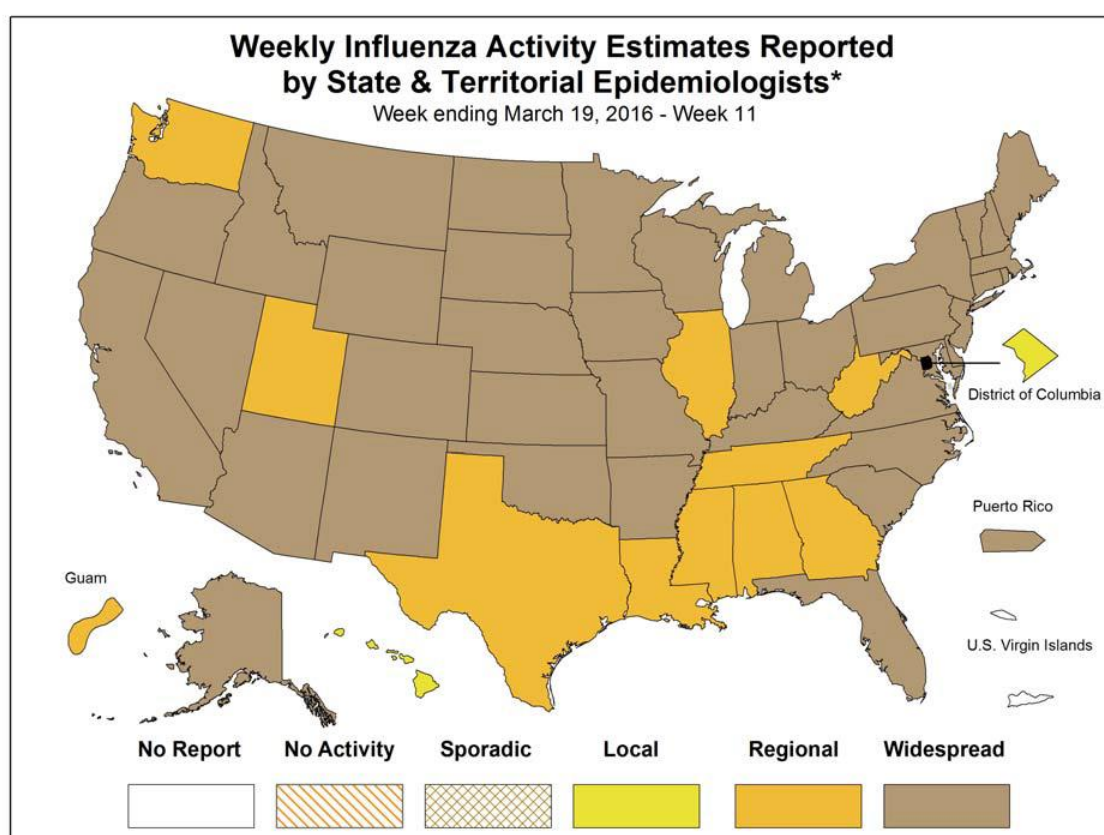 Weekly Influenza Activity Estimates Reported
by State & Territorial Epidemiologists*
Week ending March 19, 2016 - Week 11
District of Columbia
Puerto Rico
Guam
U.S. Virgin Islands
No Report No Activity Sporadic Local Regional Widespread